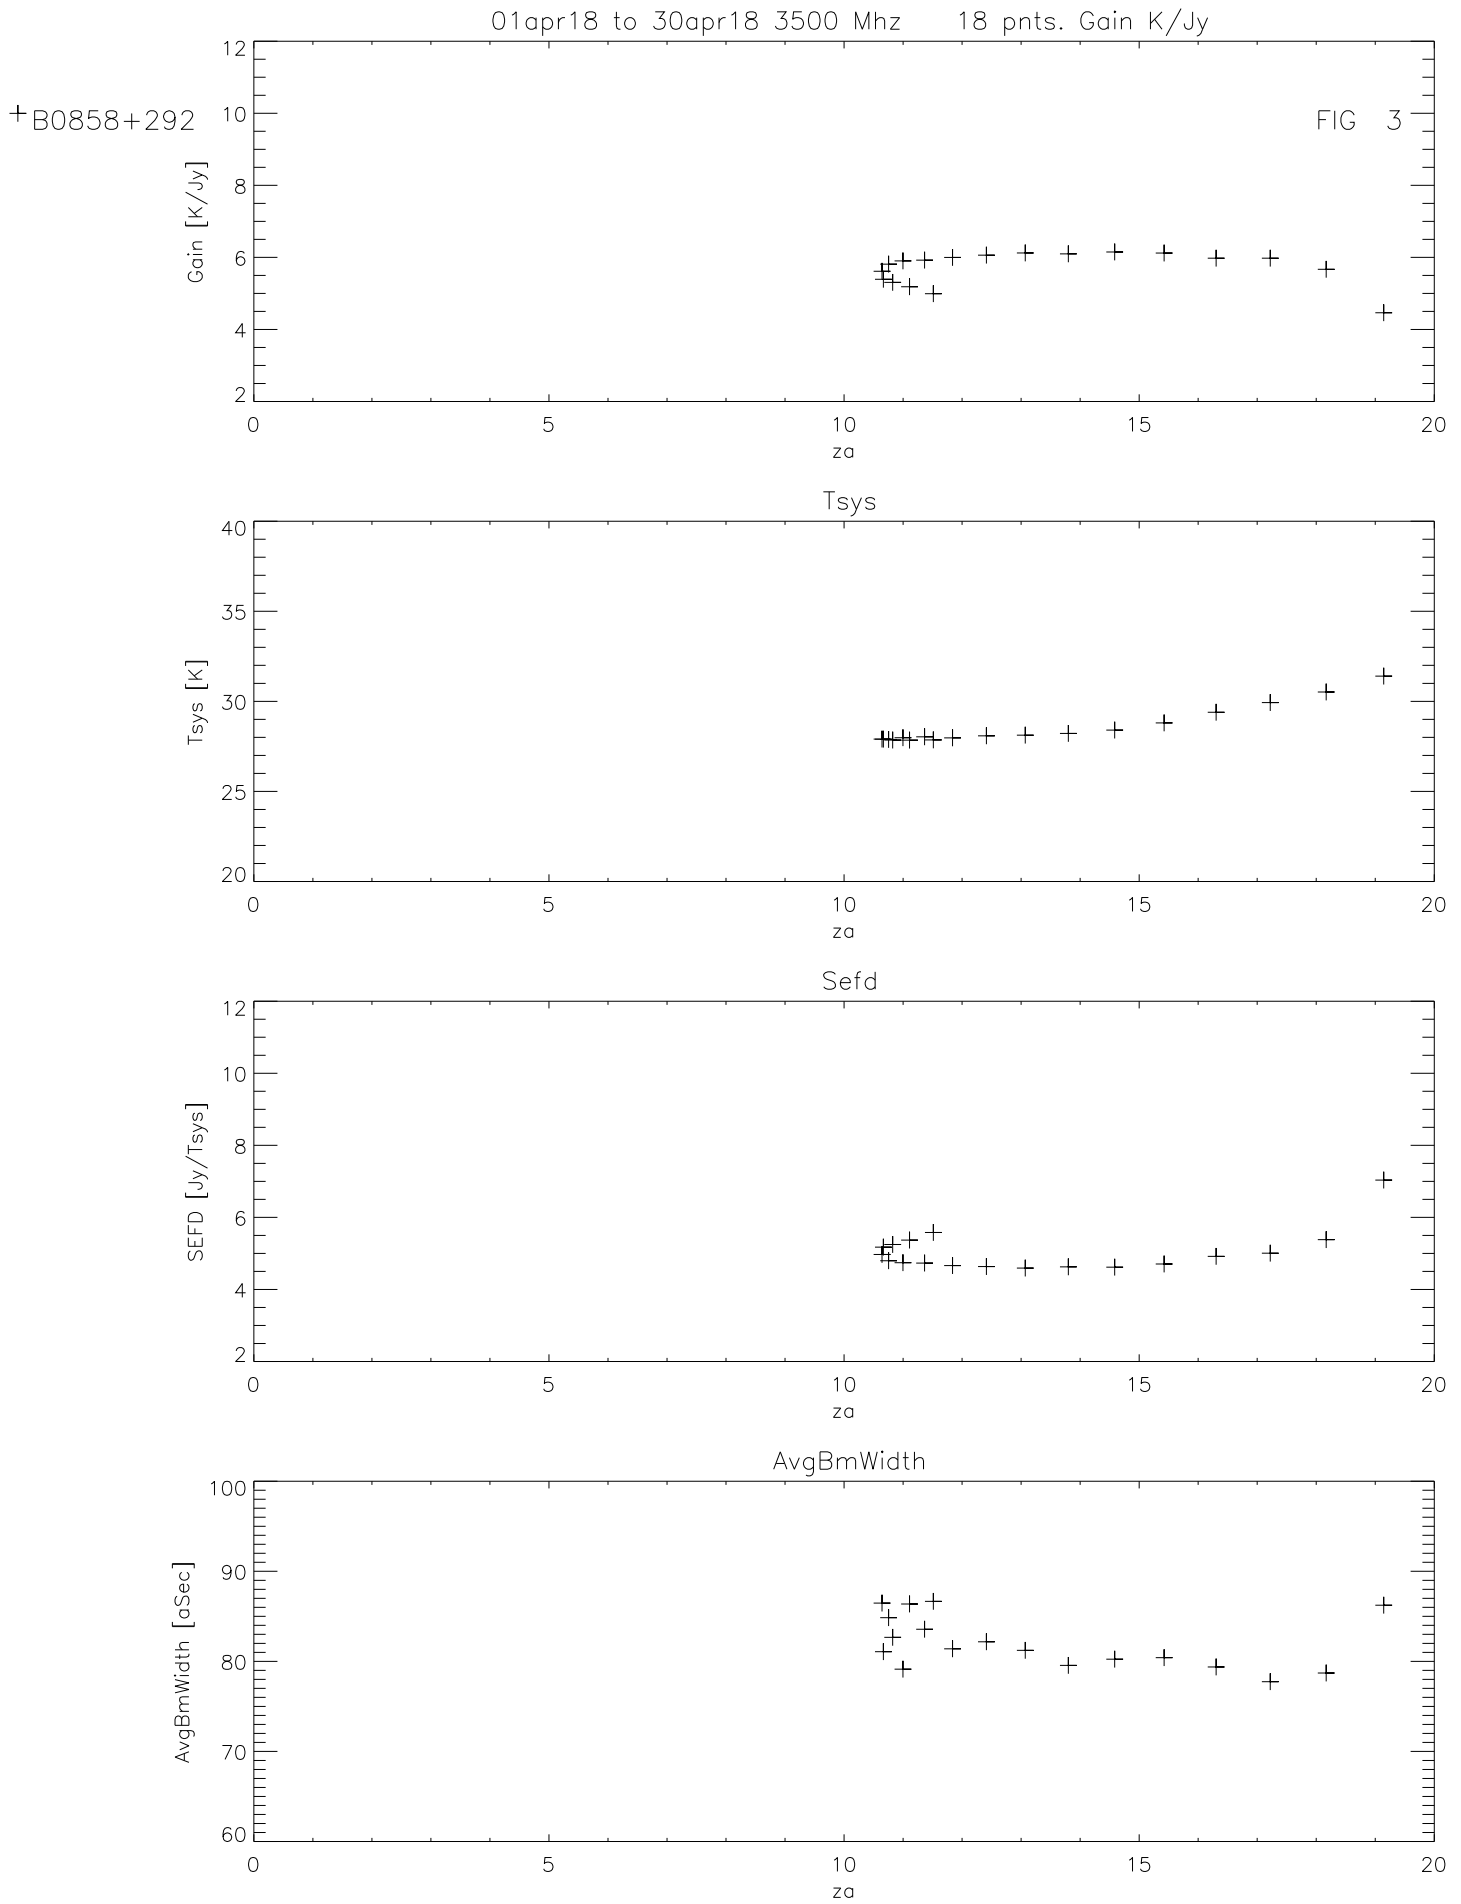 01apr18 to 30apr18 3500 Mhz 18 pnts. Gain K/Jy
+ B0858+292
FIG 3
Gain [K/Jy]
12
10
8
6
4
2
0 5 10 15 20
za
Tsys
Tsys [K]
40
35
30
25
20
0 5 10 15 20
za
Sefd
SEFD [Jy/Tsys]
12
10
8
6
4
2
0 5 10 15 20
za
AvgBmWidth
AvgBmWidth [aSec]
100
90
80
70
60
0 5 10 15 20
za